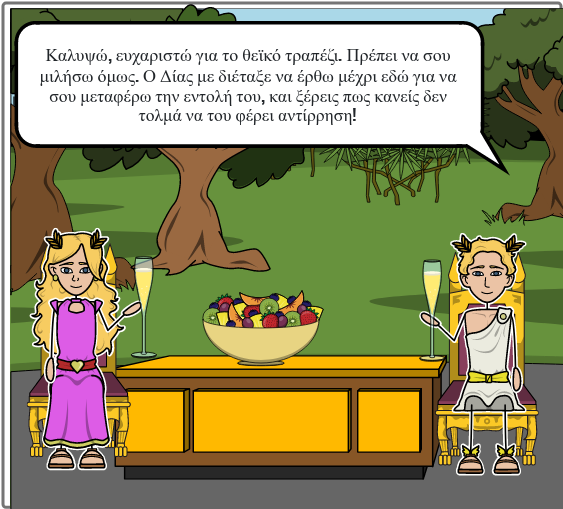 Καλυψώ, ευχαριστώ για το θεϊκό τραπέζι. Πρέπει να σου
μιλήσω όμως. Ο Δίας με διέταξε να έρθω μέχρι εδώ για να
σου μεταφέρω την εντολή του, και ξέρεις πως κανείς δεν
τολμά να του φέρει αντίρρηση!